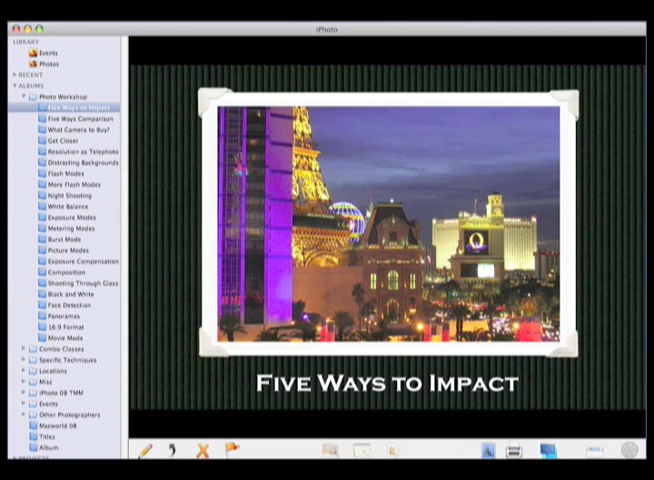 iPhoto
LIBRARY
Events
Photos
RECENT
ALBUMS
Photo Workshop
Five Ways to Impact
Five Ways Comparison
What Camera to Buy?
Get Closer
Resolution as Telephoto
Distracting Backgrounds
Flash Modes
More Flash Modes
Night Shooting
White Balance
Exposure Modes
Metering Modes
Burst Mode
Picture Modes
Exposure Compensation
Composition
Shooting Through Glass
Black and White
Face Detection
Panoramas
16:9 Format
Movie Mode
Combo Classes
Specific Techniques
Locations
Misc
iPhoto 08 TMM
Events
Other Photographers
Macworld 08
Titles
Album
PROJECTS
FIVE WAYS TO IMPACT